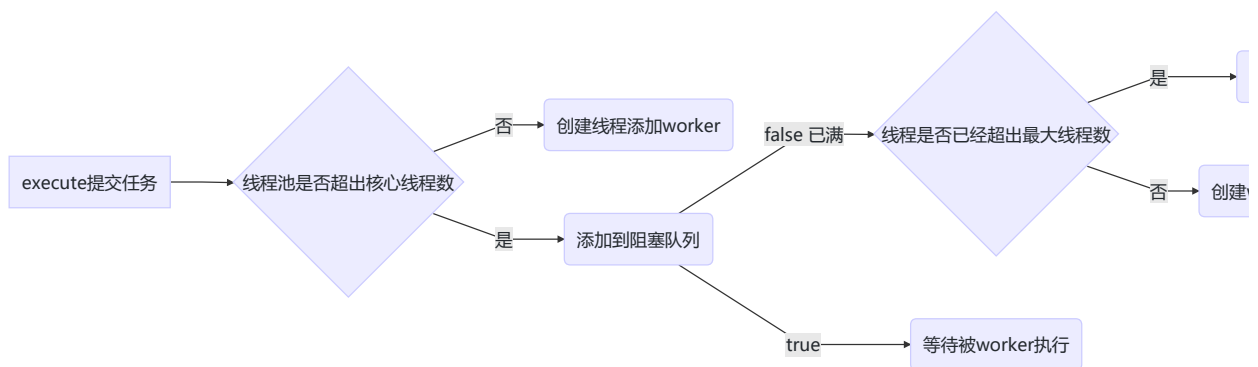 execute提交任务
线程池是否超出核心线程数
否
创建线程添加worker
是
添加到阻塞队列
false 已满
线程是否已经超出最大线程数
是
否
创建
true
等待被worker执行